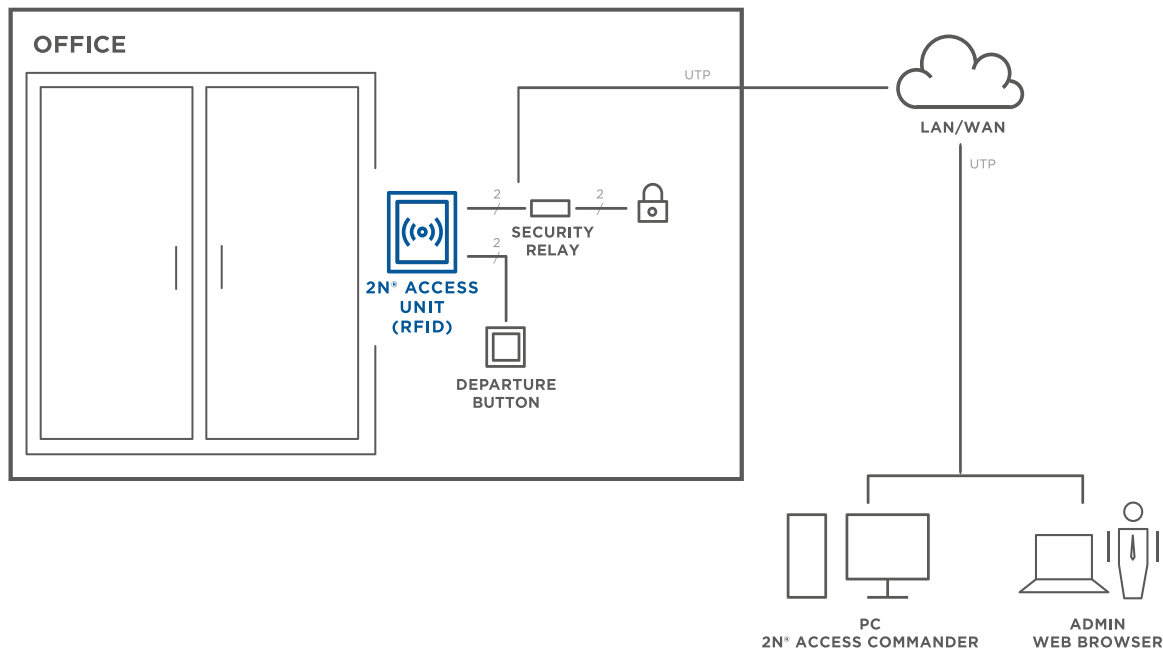 OFFICE
UTP
LAN/WAN
UTP
2
2
SECURITY
RELAY
2
2N® ACCESS
UNIT
(RFID)
DEPARTURE
BUTTON
PC
2N® ACCESS COMMANDER
ADMIN
WEB BROWSER